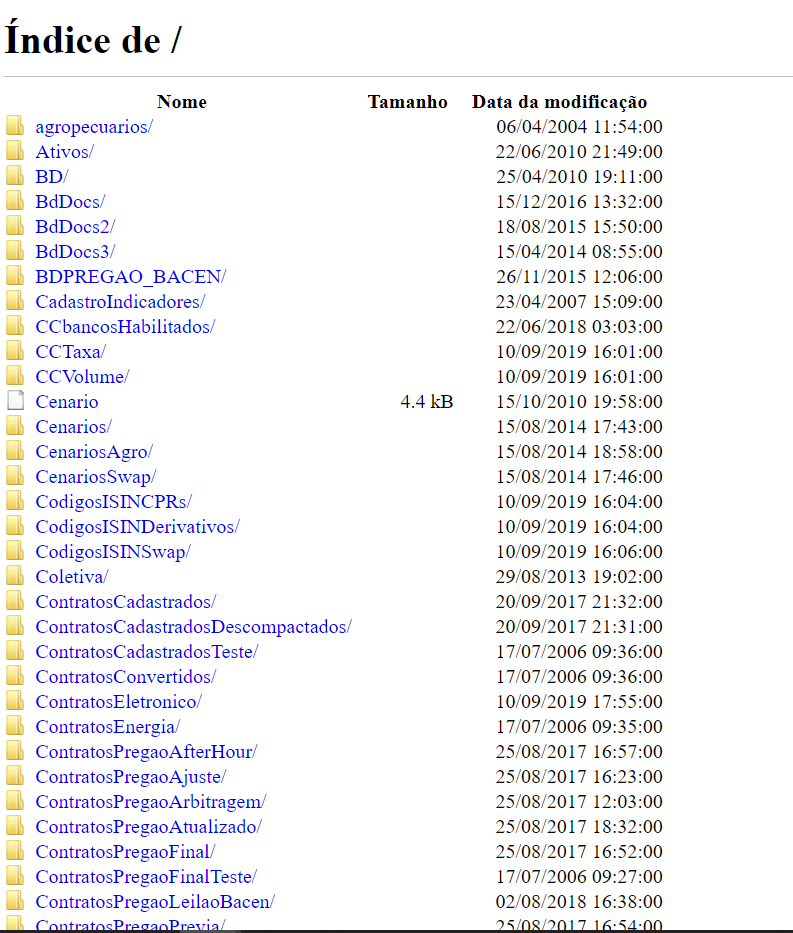 Índice de /
Nome Tamanho Data da modificação
agropecuarios/ 06/04/2004 11:54:00
Ativos/ 22/06/2010 21:49:00
BD/ 25/04/2010 19:11:00
BdDocs/ 15/12/2016 13:32:00
BdDocs2/ 18/08/2015 15:50:00
BdDocs3/ 15/04/2014 08:55:00
BDPREGAO_BACEN/ 26/11/2015 12:06:00
CadastroIndicadores/ 23/04/2007 15:09:00
CCbancosHabilitados/ 22/06/2018 03:03:00
CCTaxa/ 10/09/2019 16:01:00
CCVolume/ 10/09/2019 16:01:00
Cenario 4.4 kB 15/10/2010 19:58:00
Cenarios/ 15/08/2014 17:43:00
CenariosAgro/ 15/08/2014 18:58:00
CenariosSwap/ 15/08/2014 17:46:00
CodigosISINCPRs/ 10/09/2019 16:04:00
CodigosISINDerivativos/ 10/09/2019 16:04:00
CodigosISINSwap/ 10/09/2019 16:06:00
Coletiva/ 29/08/2013 19:02:00
ContratosCadastrados/ 20/09/2017 21:32:00
ContratosCadastradosDescompactados/ 20/09/2017 21:31:00
ContratosCadastradosTeste/ 17/07/2006 09:36:00
ContratosConvertidos/ 17/07/2006 09:36:00
ContratosEletronico/ 10/09/2019 17:55:00
ContratosEnergia/ 17/07/2006 09:35:00
ContratosPregaoAfterHour/ 25/08/2017 16:57:00
ContratosPregaoAjuste/ 25/08/2017 16:23:00
ContratosPregaoArbitragem/ 25/08/2017 12:03:00
ContratosPregaoAtualizado/ 25/08/2017 18:32:00
ContratosPregaoFinal/ 25/08/2017 16:52:00
ContratosPregaoFinalTeste/ 17/07/2006 09:27:00
ContratosPregaoLeilaoBacen/ 02/08/2018 16:38:00
ContratosPregaoPrevia/ 25/08/2017 16:54:00